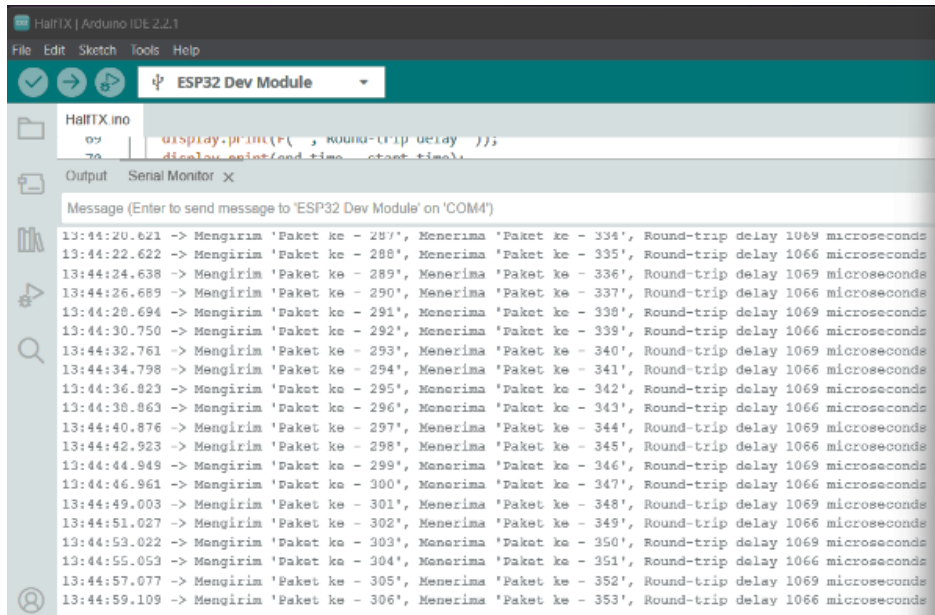 HalfTX | Arduino IDE 2.2.1
File Edit Sketch Tools Help
ESP32 Dev Module
HalfTX.ino
69 display.print(F(" , Round-trip delay "));
70 display.print(end_time - start_time);
Output Serial Monitor
Message (Enter to send message to 'ESP32 Dev Module' on 'COM4')
13:44:20.621 -> Mengirim 'Paket ke - 287', Menerima 'Paket ke - 334', Round-trip delay 1069 microseconds
13:44:22.622 -> Mengirim 'Paket ke - 288', Menerima 'Paket ke - 335', Round-trip delay 1066 microseconds
13:44:24.638 -> Mengirim 'Paket ke - 289', Menerima 'Paket ke - 336', Round-trip delay 1069 microseconds
13:44:26.689 -> Mengirim 'Paket ke - 290', Menerima 'Paket ke - 337', Round-trip delay 1066 microseconds
13:44:28.694 -> Mengirim 'Paket ke - 291', Menerima 'Paket ke - 338', Round-trip delay 1069 microseconds
13:44:30.750 -> Mengirim 'Paket ke - 292', Menerima 'Paket ke - 339', Round-trip delay 1066 microseconds
13:44:32.761 -> Mengirim 'Paket ke - 293', Menerima 'Paket ke - 340', Round-trip delay 1069 microseconds
13:44:34.798 -> Mengirim 'Paket ke - 294', Menerima 'Paket ke - 341', Round-trip delay 1066 microseconds
13:44:36.823 -> Mengirim 'Paket ke - 295', Menerima 'Paket ke - 342', Round-trip delay 1069 microseconds
13:44:38.863 -> Mengirim 'Paket ke - 296', Menerima 'Paket ke - 343', Round-trip delay 1066 microseconds
13:44:40.876 -> Mengirim 'Paket ke - 297', Menerima 'Paket ke - 344', Round-trip delay 1069 microseconds
13:44:42.923 -> Mengirim 'Paket ke - 298', Menerima 'Paket ke - 345', Round-trip delay 1066 microseconds
13:44:44.949 -> Mengirim 'Paket ke - 299', Menerima 'Paket ke - 346', Round-trip delay 1069 microseconds
13:44:46.961 -> Mengirim 'Paket ke - 300', Menerima 'Paket ke - 347', Round-trip delay 1066 microseconds
13:44:49.003 -> Mengirim 'Paket ke - 301', Menerima 'Paket ke - 348', Round-trip delay 1069 microseconds
13:44:51.027 -> Mengirim 'Paket ke - 302', Menerima 'Paket ke - 349', Round-trip delay 1066 microseconds
13:44:53.022 -> Mengirim 'Paket ke - 303', Menerima 'Paket ke - 350', Round-trip delay 1069 microseconds
13:44:55.053 -> Mengirim 'Paket ke - 304', Menerima 'Paket ke - 351', Round-trip delay 1066 microseconds
13:44:57.077 -> Mengirim 'Paket ke - 305', Menerima 'Paket ke - 352', Round-trip delay 1069 microseconds
13:44:59.109 -> Mengirim 'Paket ke - 306', Menerima 'Paket ke - 353', Round-trip delay 1066 microseconds